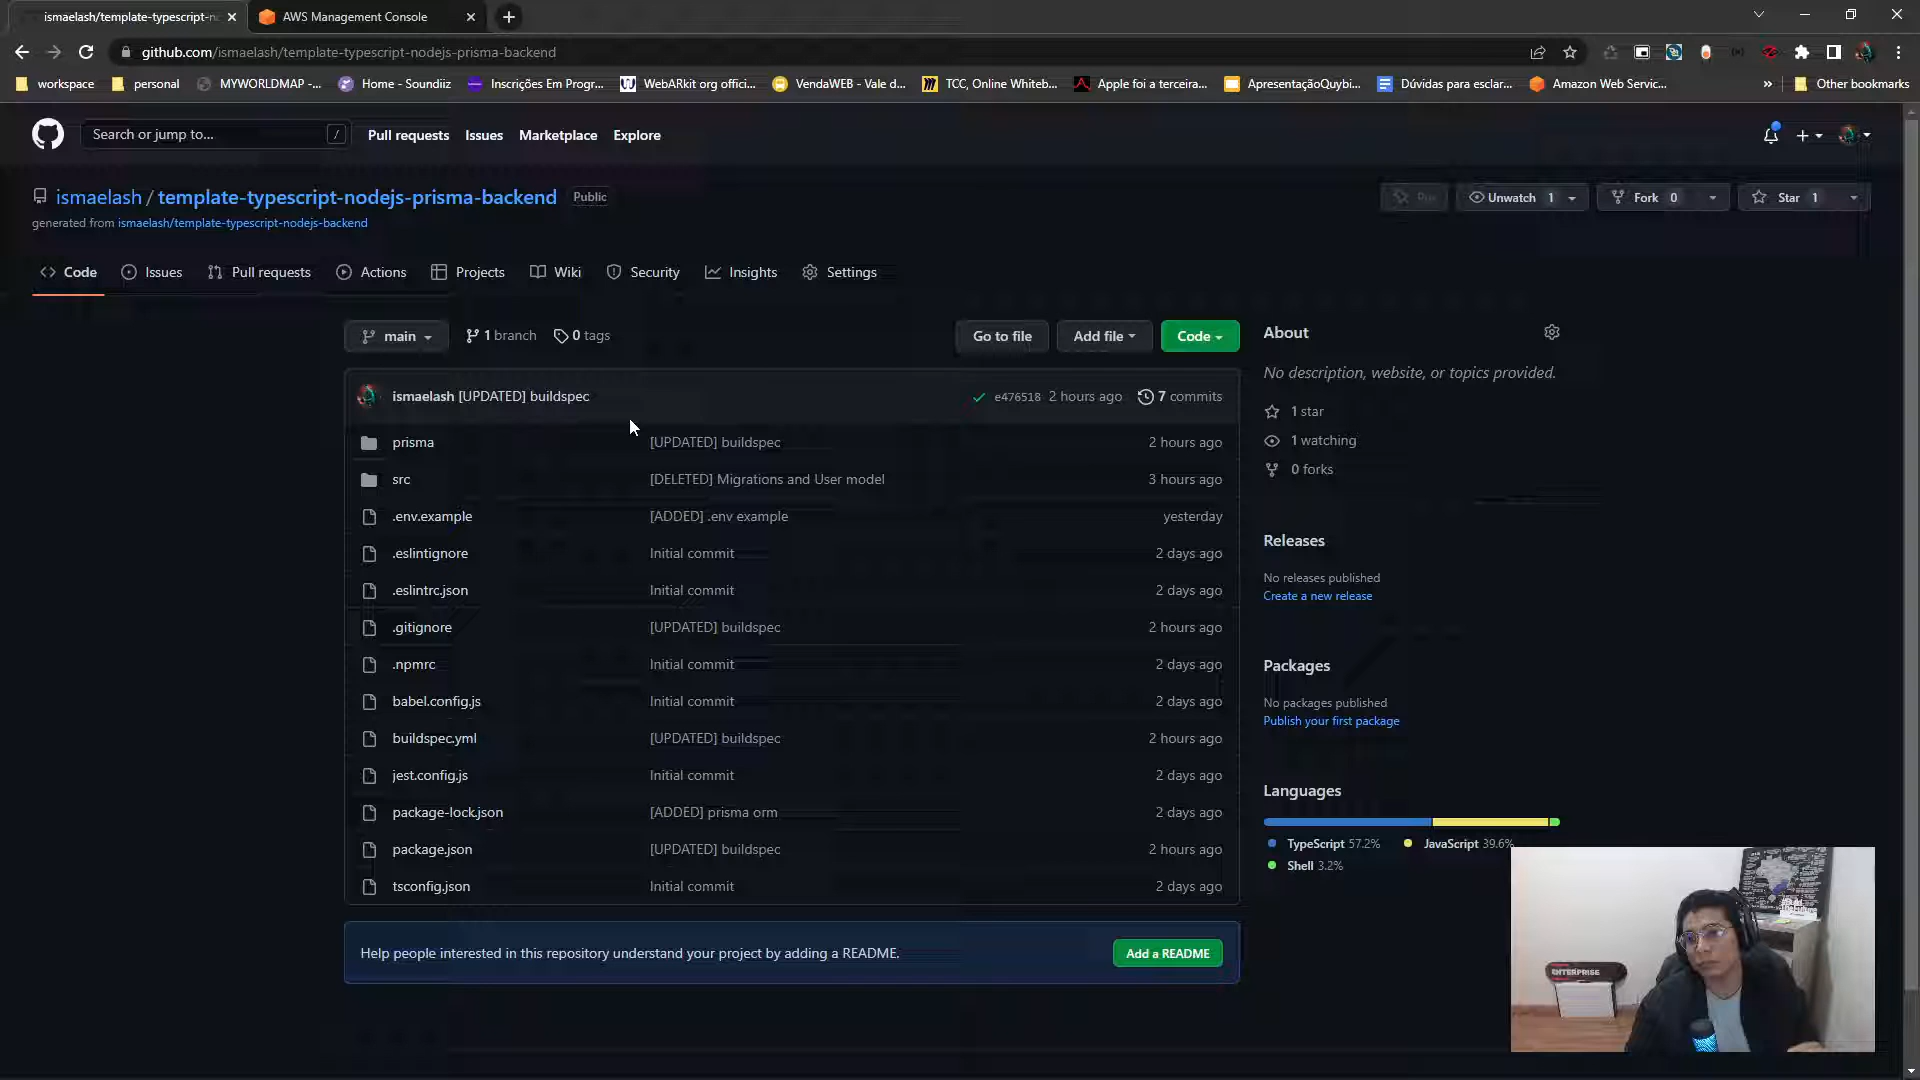 ismaelash/template-typescript-n
AWS Management Console
github.com/ismaelash/template-typescript-nodejs-prisma-backend
workspace
personal
MYWORLDMAP -...
Home - Soundiiz
Inscrições Em Progr...
WebARkit org offici...
VendaWEB - Vale d...
TCC, Online Whiteb...
Apple foi a terceira...
ApresentaçãoQuybi...
Dúvidas para esclar...
Amazon Web Servic...
»
Other bookmarks
Search or jump to...
/
Pull requests
Issues
Marketplace
Explore
ismaelash / template-typescript-nodejs-prisma-backend
Public
generated from ismaelash/template-typescript-nodejs-backend
Pin
Unwatch 1
Fork 0
Star 1
Code
Issues
Pull requests
Actions
Projects
Wiki
Security
Insights
Settings
main
1 branch
0 tags
Go to file
Add file
Code
ismaelash [UPDATED] buildspec
e476518 2 hours ago
7 commits
prisma [UPDATED] buildspec 2 hours ago
src [DELETED] Migrations and User model 3 hours ago
.env.example [ADDED] .env example yesterday
.eslintignore Initial commit 2 days ago
.eslintrc.json Initial commit 2 days ago
.gitignore [UPDATED] buildspec 2 hours ago
.npmrc Initial commit 2 days ago
babel.config.js Initial commit 2 days ago
buildspec.yml [UPDATED] buildspec 2 hours ago
jest.config.js Initial commit 2 days ago
package-lock.json [ADDED] prisma orm 2 days ago
package.json [UPDATED] buildspec 2 hours ago
tsconfig.json Initial commit 2 days ago
Help people interested in this repository understand your project by adding a README.
Add a README
About
No description, website, or topics provided.
1 star
1 watching
0 forks
Releases
No releases published
Create a new release
Packages
No packages published
Publish your first package
Languages
TypeScript 57.2%
JavaScript 39.6%
Shell 3.2%
ENTERPRISE